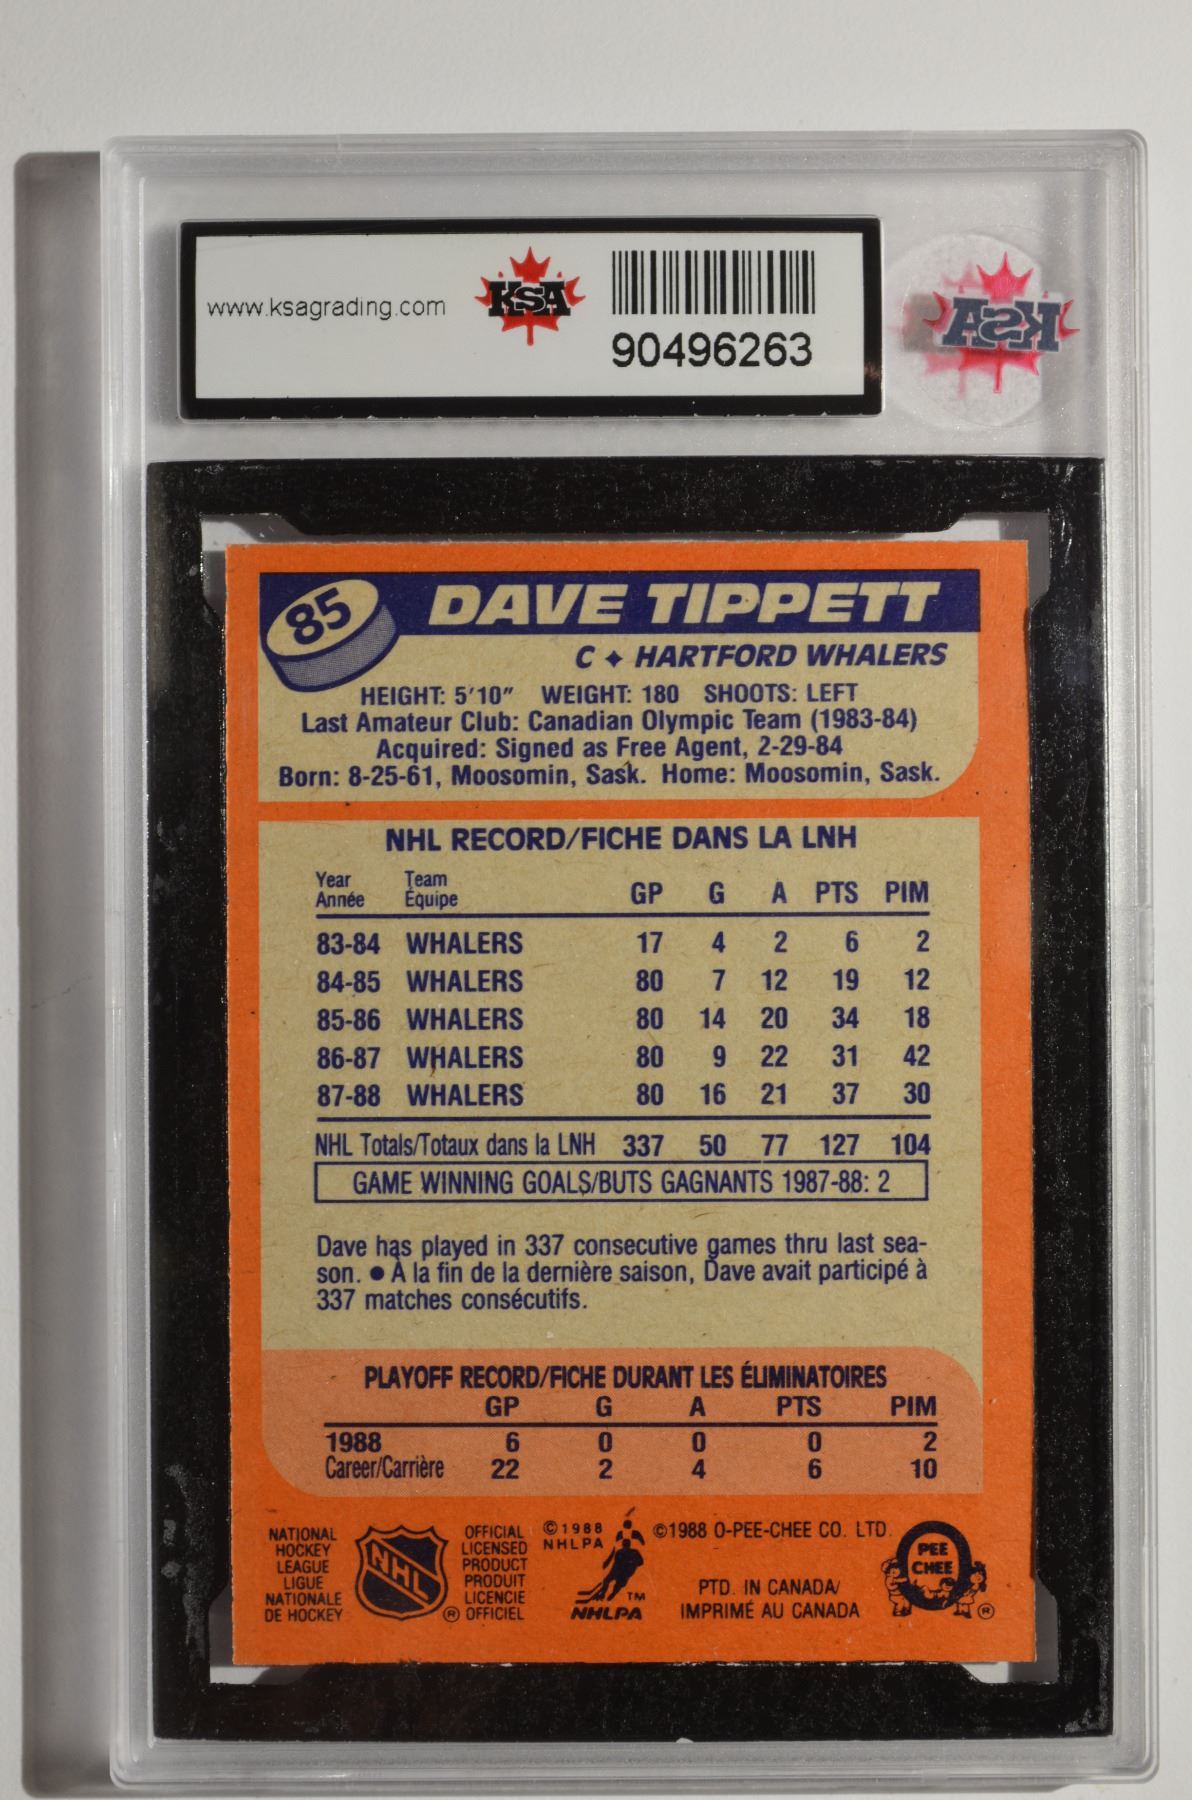 www.ksagrading.com
KSA
90496263
KSA
85
DAVE TIPPETT
C ✦ HARTFORD WHALERS
HEIGHT: 5'10" WEIGHT: 180 SHOOTS: LEFT
Last Amateur Club: Canadian Olympic Team (1983-84)
Acquired: Signed as Free Agent, 2-29-84
Born: 8-25-61, Moosomin, Sask. Home: Moosomin, Sask.
NHL RECORD/FICHE DANS LA LNH
Year Team
Année Équipe GP G A PTS PIM
83-84 WHALERS 17 4 2 6 2
84-85 WHALERS 80 7 12 19 12
85-86 WHALERS 80 14 20 34 18
86-87 WHALERS 80 9 22 31 42
87-88 WHALERS 80 16 21 37 30
NHL Totals/Totaux dans la LNH 337 50 77 127 104
GAME WINNING GOALS/BUTS GAGNANTS 1987-88: 2
Dave has played in 337 consecutive games thru last sea-
son. ● À la fin de la dernière saison, Dave avait participé à
337 matches consécutifs.
PLAYOFF RECORD/FICHE DURANT LES ÉLIMINATOIRES
GP G A PTS PIM
1988 6 0 0 0 2
Career/Carrière 22 2 4 6 10
NATIONAL
HOCKEY
LEAGUE
LIGUE
NATIONALE
DE HOCKEY
NHL
®
OFFICIAL
LICENSED
PRODUCT
PRODUIT
LICENCIE
OFFICIEL
©1988
NHLPA
TM
NHLPA
©1988 O-PEE-CHEE CO. LTD.
PTD. IN CANADA/
IMPRIMÉ AU CANADA
PEE
CHEE
®